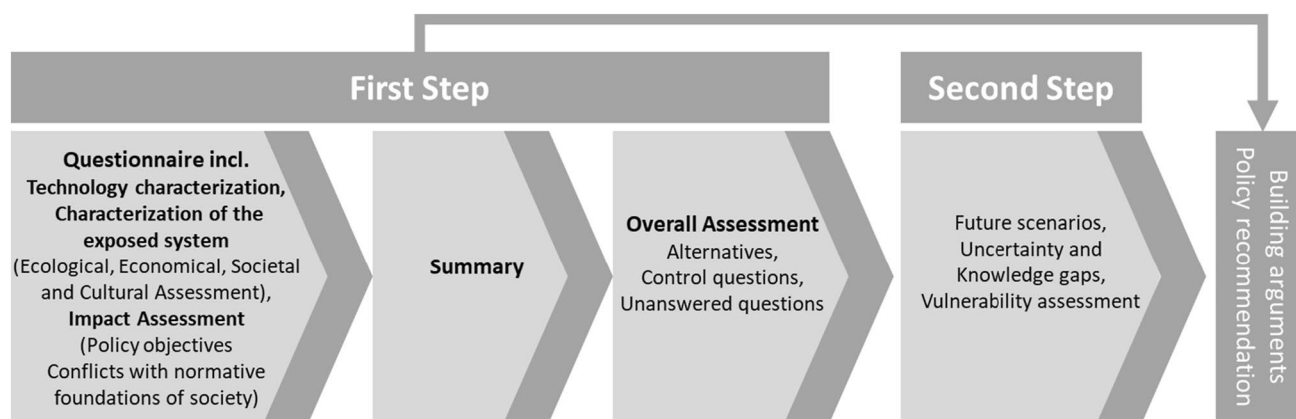 First Step
Second Step
Questionnaire incl.
Technology characterization,
Characterization of the
exposed system
(Ecological, Economical, Societal
and Cultural Assessment),
Impact Assessment
(Policy objectives
Conflicts with normative
foundations of society)
Summary
Overall Assessment
Alternatives,
Control questions,
Unanswered questions
Future scenarios,
Uncertainty and
Knowledge gaps,
Vulnerability assessment
Building arguments
Policy recommendation